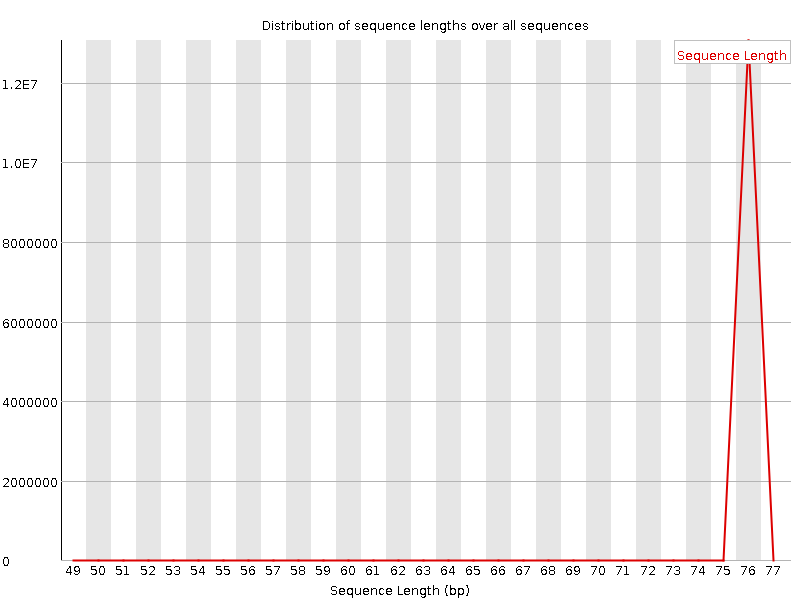 Distribution of sequence lengths over all sequences
Sequence Length
1.2E7
1.0E7
8000000
6000000
4000000
2000000
0
49 50 51 52 53 54 55 56 57 58 59 60 61 62 63 64 65 66 67 68 69 70 71 72 73 74 75 76 77
Sequence Length (bp)